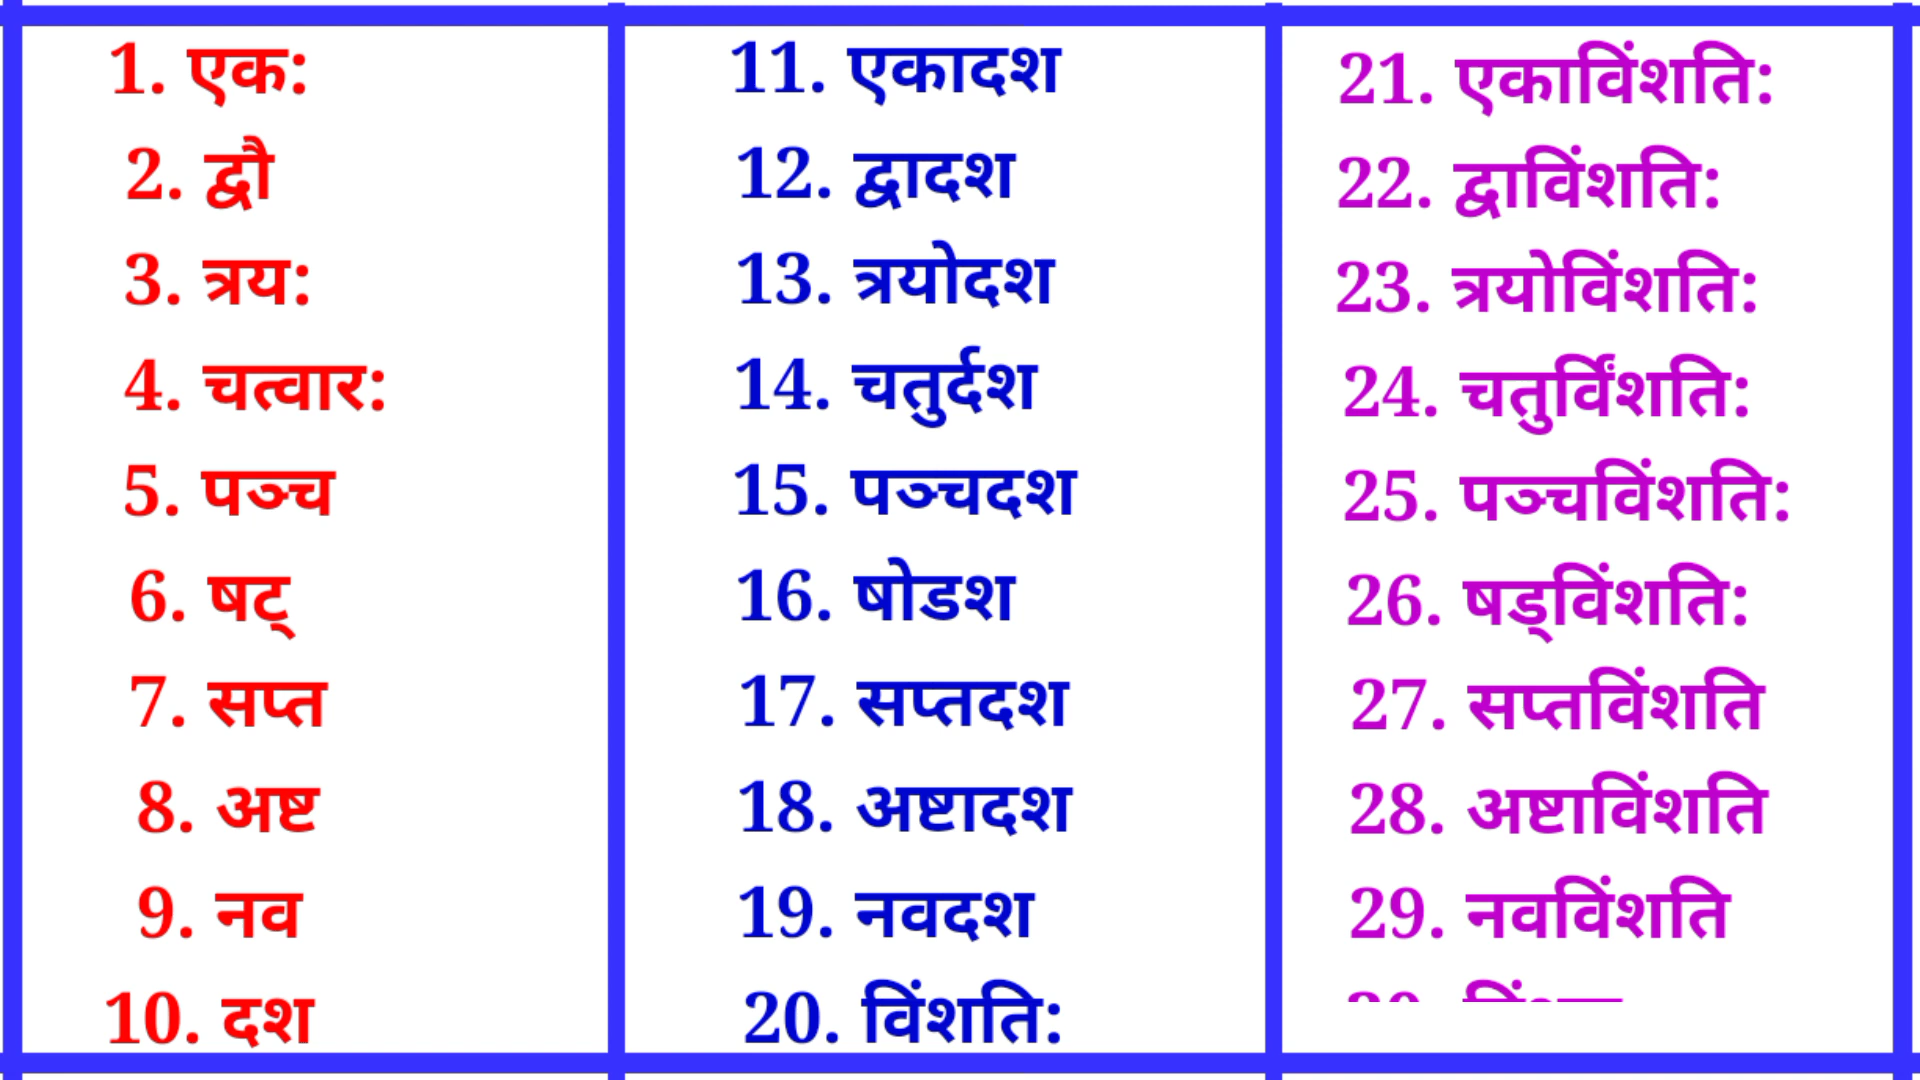 1. एक:
2. द्वौ
3. त्रय:
4. चत्वार:
5. पञ्च
6. षट्
7. सप्त
8. अष्ट
9. नव
10. दश
11. एकादश
12. द्वादश
13. त्रयोदश
14. चतुर्दश
15. पञ्चदश
16. षोडश
17. सप्तदश
18. अष्टादश
19. नवदश
20. विंशति:
21. एकाविंशति:
22. द्वाविंशति:
23. त्रयोविंशति:
24. चतुर्विंशति:
25. पञ्चविंशति:
26. षड्विंशति:
27. सप्तविंशति
28. अष्टाविंशति
29. नवविंशति